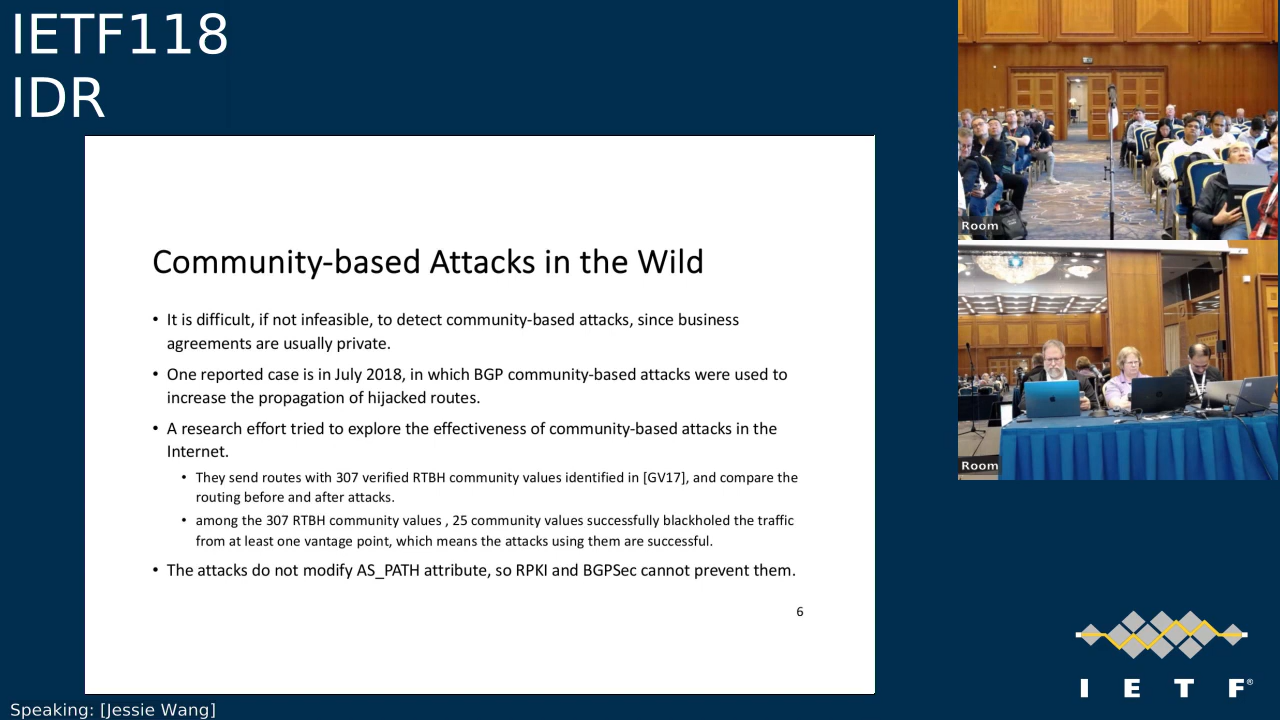 IETF118
IDR
Community-based Attacks in the Wild
• It is difficult, if not infeasible, to detect community-based attacks, since business
agreements are usually private.
• One reported case is in July 2018, in which BGP community-based attacks were used to
increase the propagation of hijacked routes.
• A research effort tried to explore the effectiveness of community-based attacks in the
Internet.
• They send routes with 307 verified RTBH community values identified in [GV17], and compare the
routing before and after attacks.
• among the 307 RTBH community values , 25 community values successfully blackholed the traffic
from at least one vantage point, which means the attacks using them are successful.
• The attacks do not modify AS_PATH attribute, so RPKI and BGPSec cannot prevent them.
6
Room
Room
I E T F®
Speaking: [Jessie Wang]